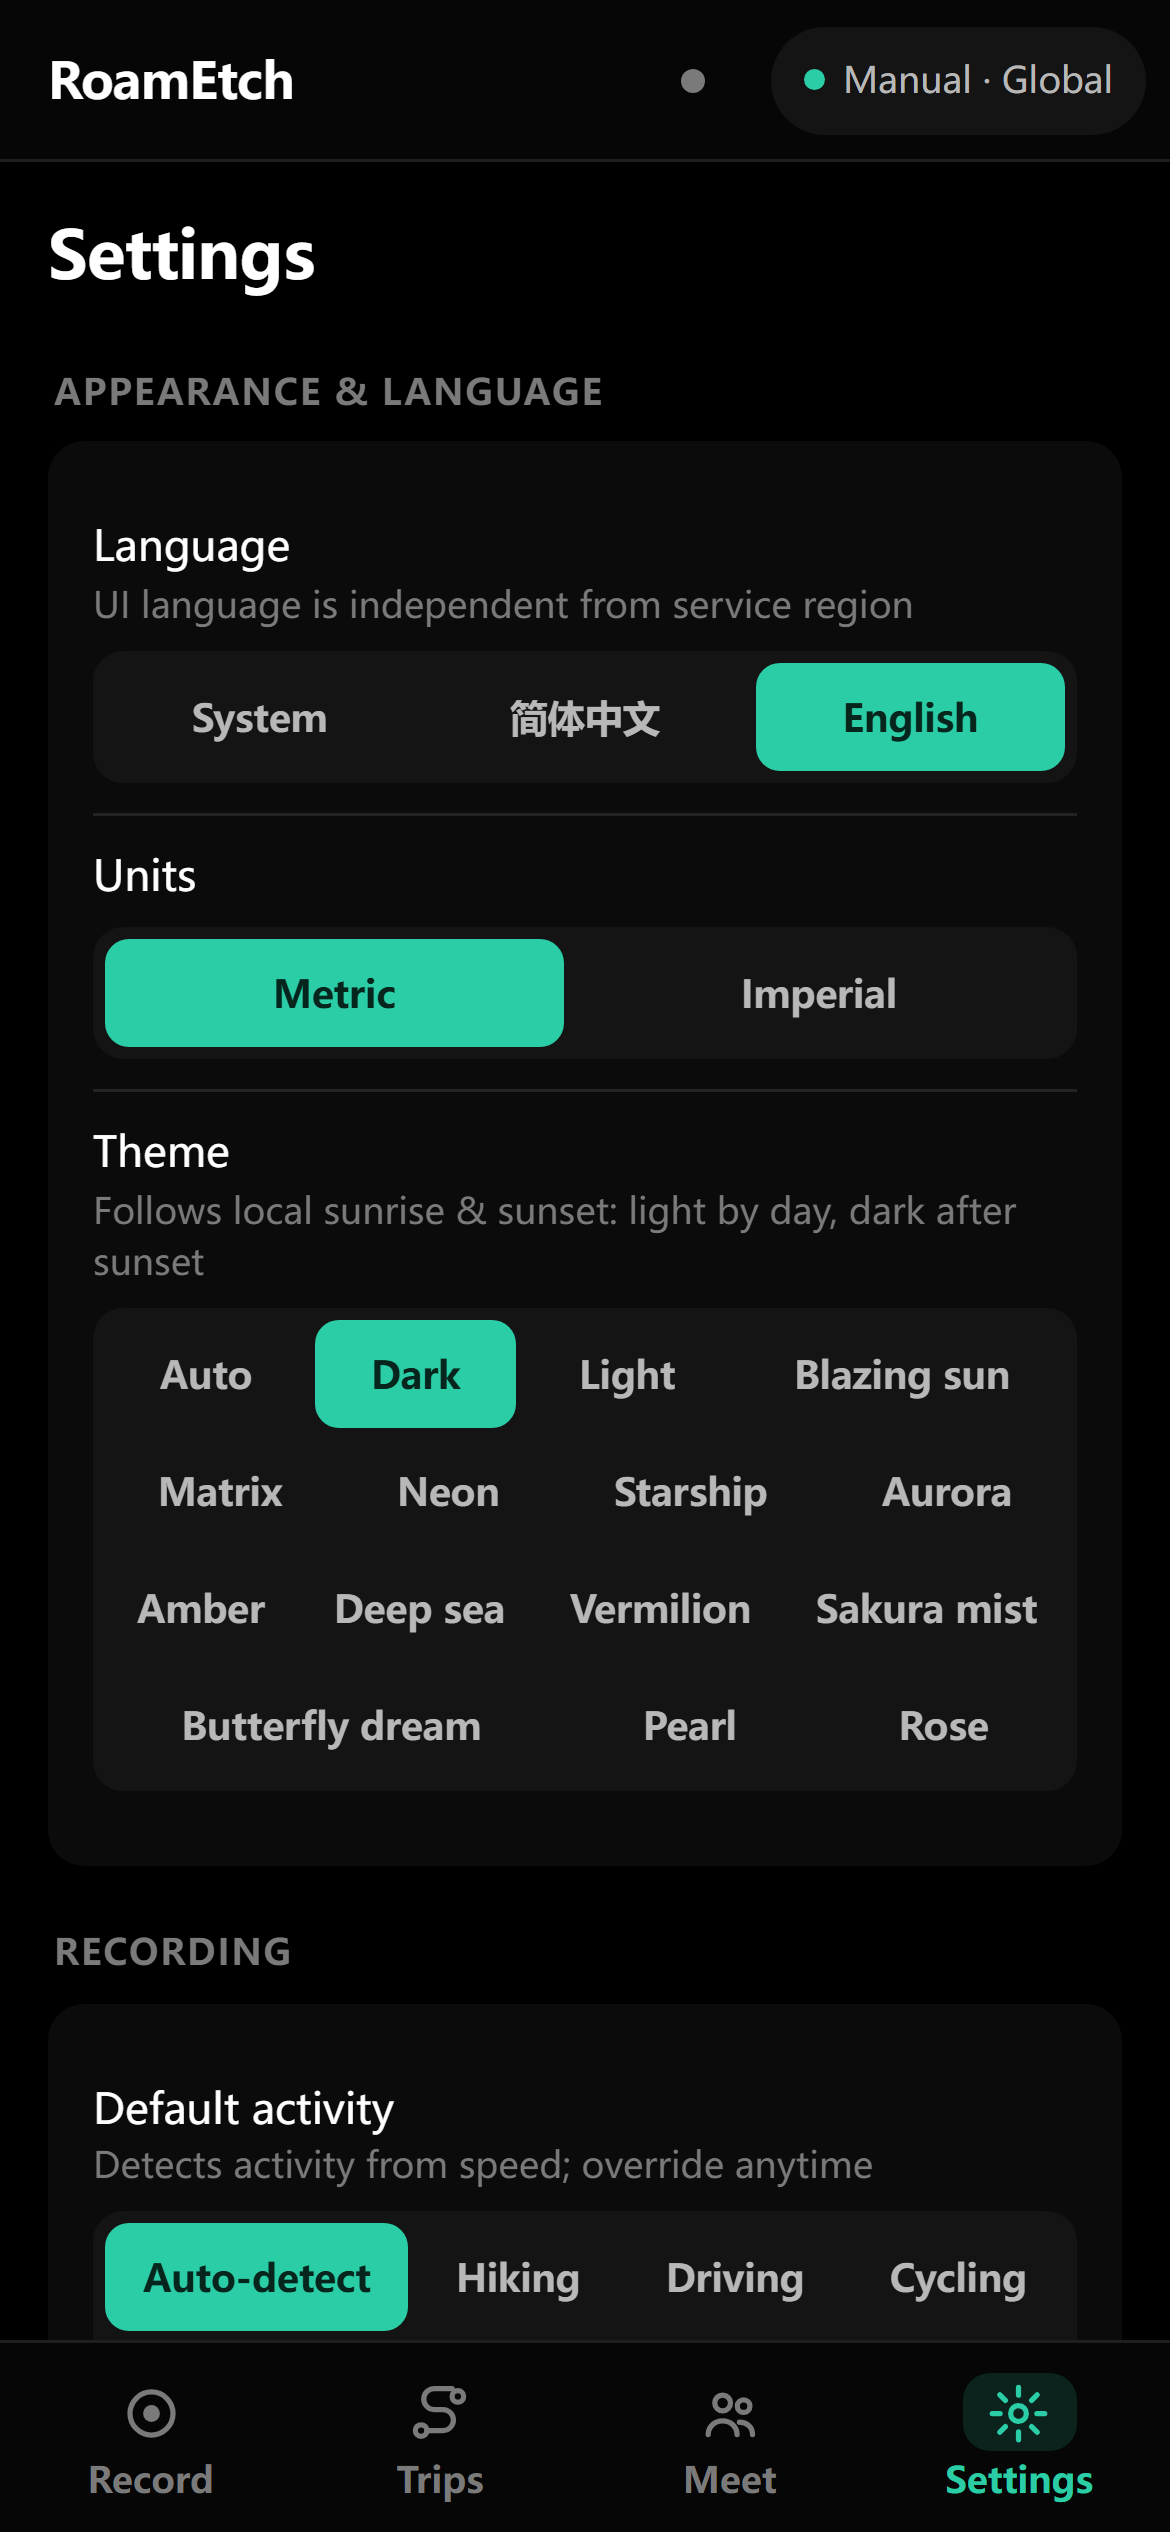 RoamEtch
Manual · Global
Settings
APPEARANCE & LANGUAGE
Language
UI language is independent from service region
System 简体中文 English
Units
Metric Imperial
Theme
Follows local sunrise & sunset: light by day, dark after
sunset
Auto Dark Light Blazing sun
Matrix Neon Starship Aurora
Amber Deep sea Vermilion Sakura mist
Butterfly dream Pearl Rose
RECORDING
Default activity
Detects activity from speed; override anytime
Auto-detect Hiking Driving Cycling
Record Trips Meet Settings